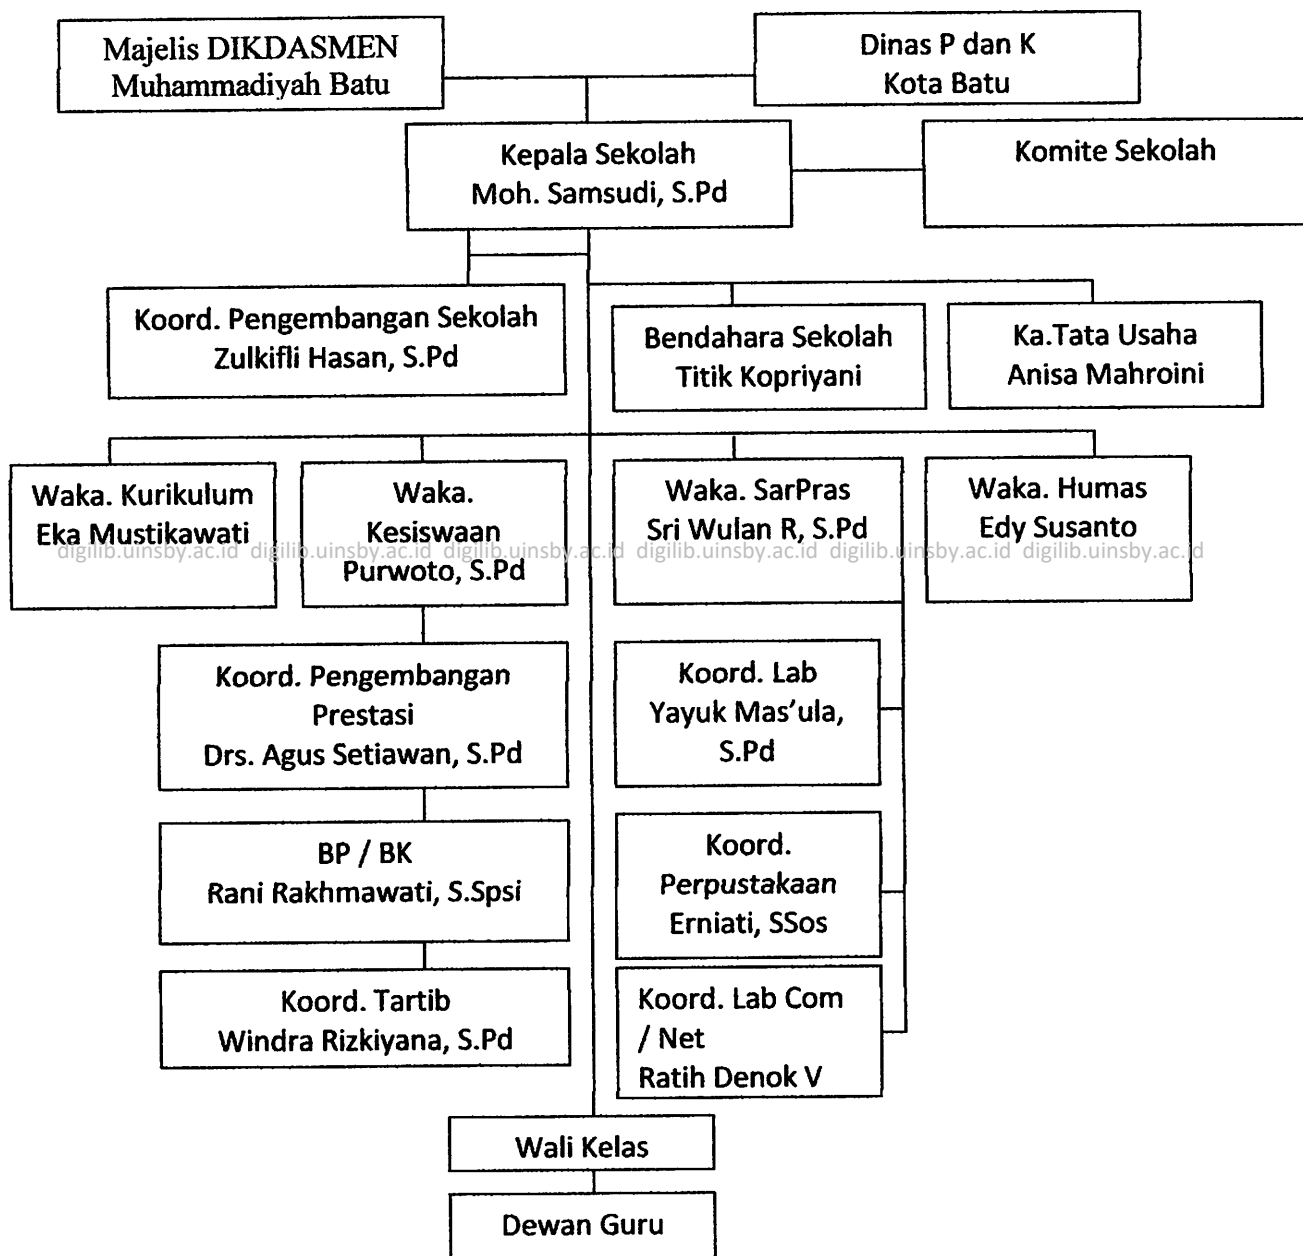 Majelis DIKDASMEN
Muhammadiyah Batu
Dinas P dan K
Kota Batu
Kepala Sekolah
Moh. Samsudi, S.Pd
Komite Sekolah
Koord. Pengembangan Sekolah
Zulkifli Hasan, S.Pd
Bendahara Sekolah
Titik Kopriyani
Ka.Tata Usaha
Anisa Mahroini
Waka. Kurikulum
Eka Mustikawati
Waka.
Kesiswaan
Purwoto, S.Pd
Waka. SarPras
Sri Wulan R, S.Pd
Waka. Humas
Edy Susanto
digilib.uinsby.ac.id digilib.uinsby.ac.id digilib.uinsby.ac.id digilib.uinsby.ac.id digilib.uinsby.ac.id digilib.uinsby.ac.id
Koord. Pengembangan
Prestasi
Drs. Agus Setiawan, S.Pd
Koord. Lab
Yayuk Mas’ula,
S.Pd
BP / BK
Rani Rakhmawati, S.Spsi
Koord.
Perpustakaan
Erniati, SSos
Koord. Tartib
Windra Rizkiyana, S.Pd
Koord. Lab Com
/ Net
Ratih Denok V
Wali Kelas
Dewan Guru